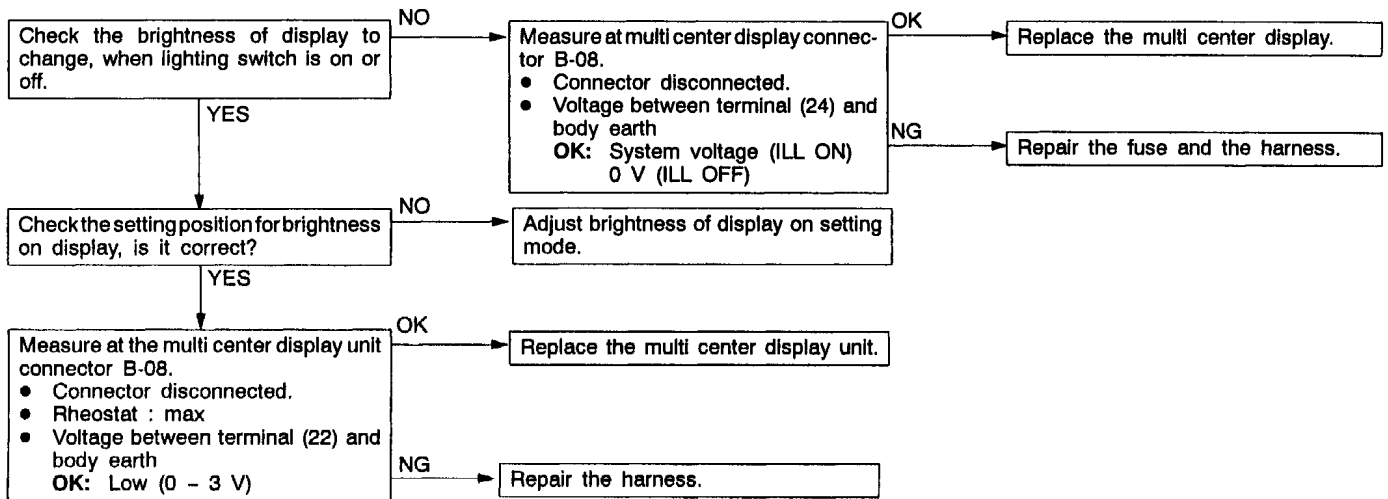 Check the brightness of display to
change, when lighting switch is on or
off.
NO
Measure at multi center display connec-
tor B-08.
● Connector disconnected.
● Voltage between terminal (24) and
body earth
OK: System voltage (ILL ON)
0 V (ILL OFF)
OK
Replace the multi center display.
NG
Repair the fuse and the harness.
YES
Check the setting position for brightness
on display, is it correct?
NO
Adjust brightness of display on setting
mode.
YES
Measure at the multi center display unit
connector B-08.
● Connector disconnected.
● Rheostat : max
● Voltage between terminal (22) and
body earth
OK: Low (0 – 3 V)
OK
Replace the multi center display unit.
NG
Repair the harness.